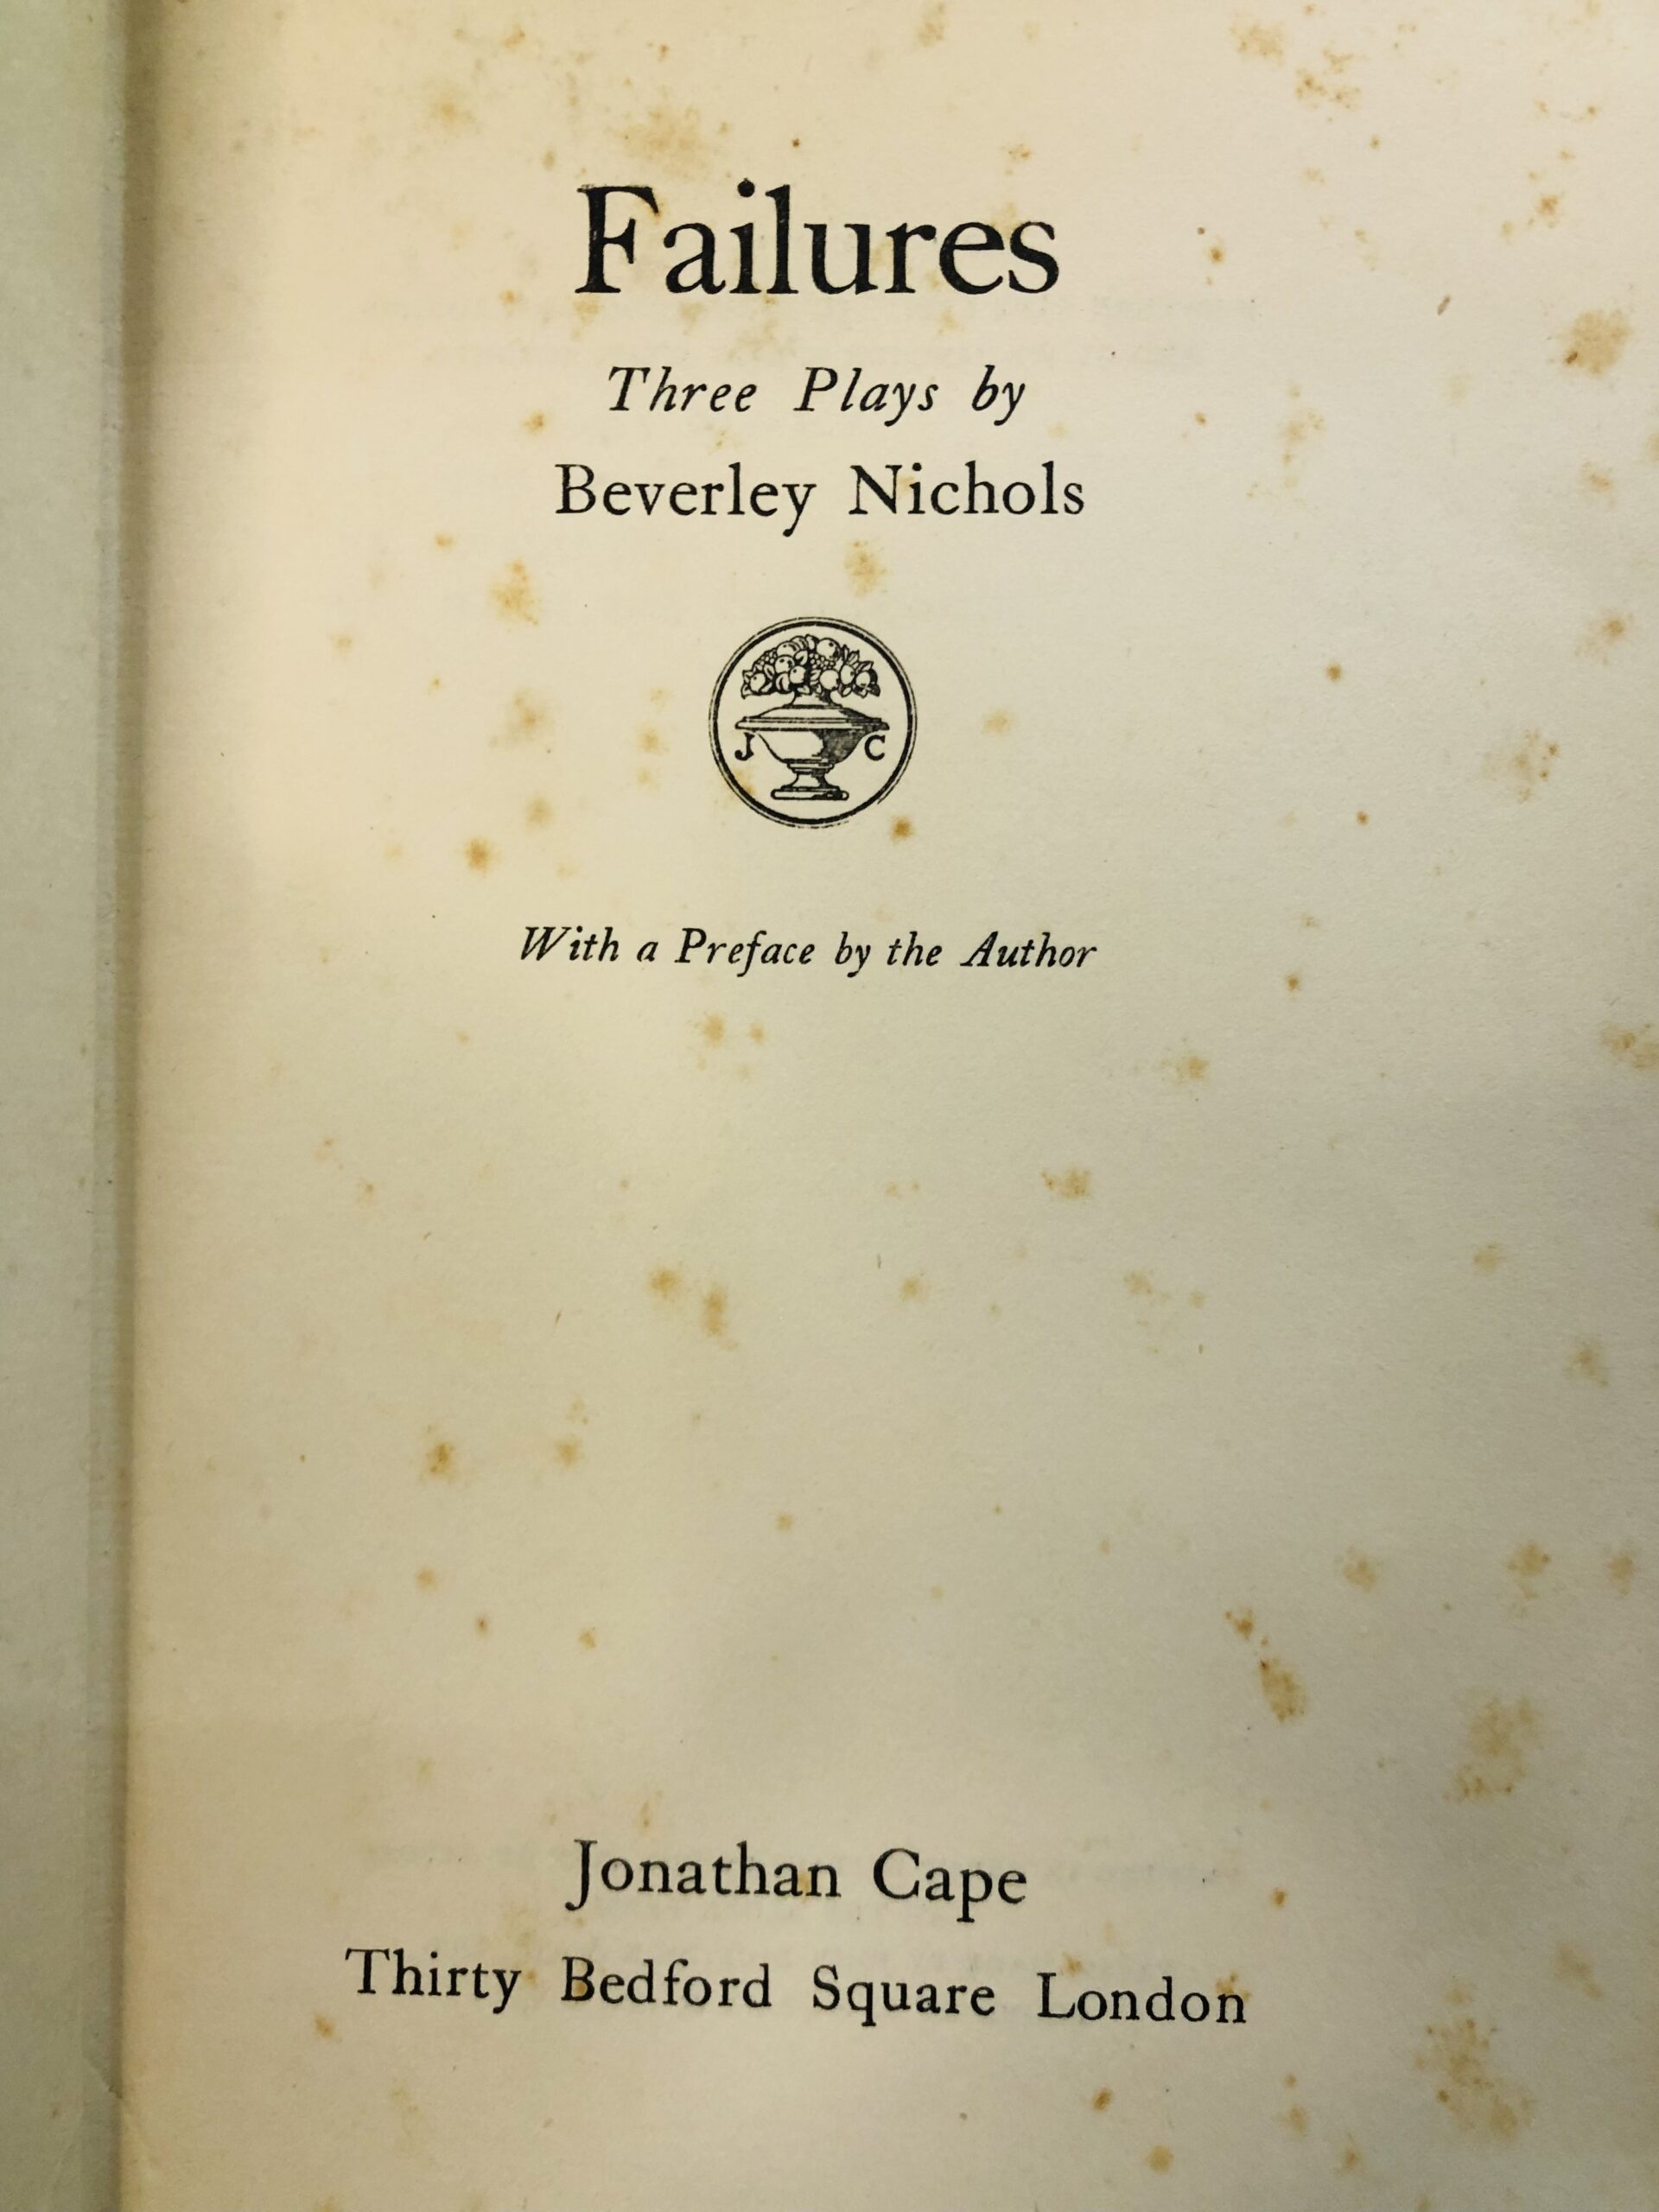 Failures
Three Plays by
Beverley Nichols
J C
With a Preface by the Author
Jonathan Cape
Thirty Bedford Square London